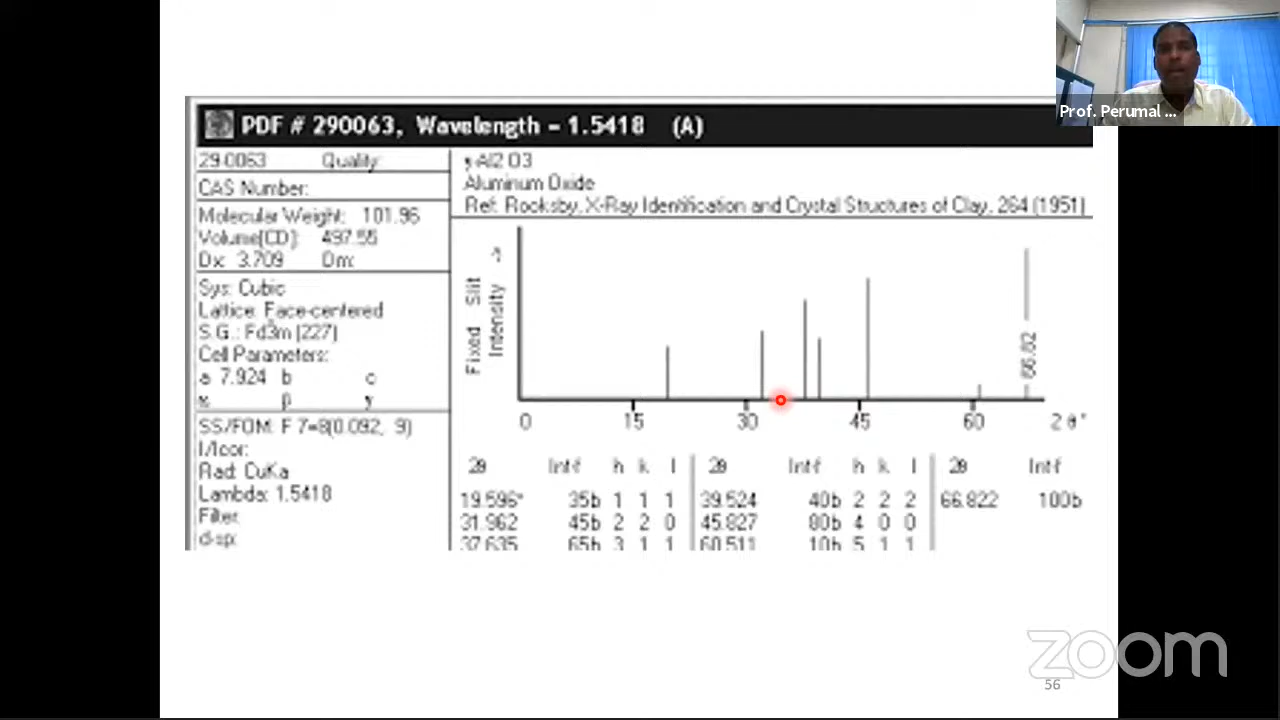 Prof. Perumal ...
PDF # 290063, Wavelength = 1.5418 (A)
29-0063 Quality:
CAS Number:
Molecular Weight: 101.96
Volume[CD]: 497.55
Dx: 3.709 Dm:
Sys: Cubic
Lattice: Face-centered
S.G.: Fd3m (227)
Cell Parameters:
a 7.924 b c
α β γ
SS/FOM: F 7=8(0.092, 9)
I/Icor:
Rad: CuKa
Lambda: 1.5418
Filter:
d-sp:
γ-Al2 O3
Aluminum Oxide
Ref: Rooksby, X-Ray Identification and Crystal Structures of Clay, 264 (1951)
Fixed Slit
Intensity ->
66.82
0 15 30 45 60 2 θ°
2θ Int-f h k l 2θ Int-f h k l 2θ Int-f
19.596* 35b 1 1 1 39.524 40b 2 2 2 66.822 100b
31.962 45b 2 2 0 45.827 80b 4 0 0
37.635 65b 3 1 1 60.511 10b 5 1 1
zoom
56